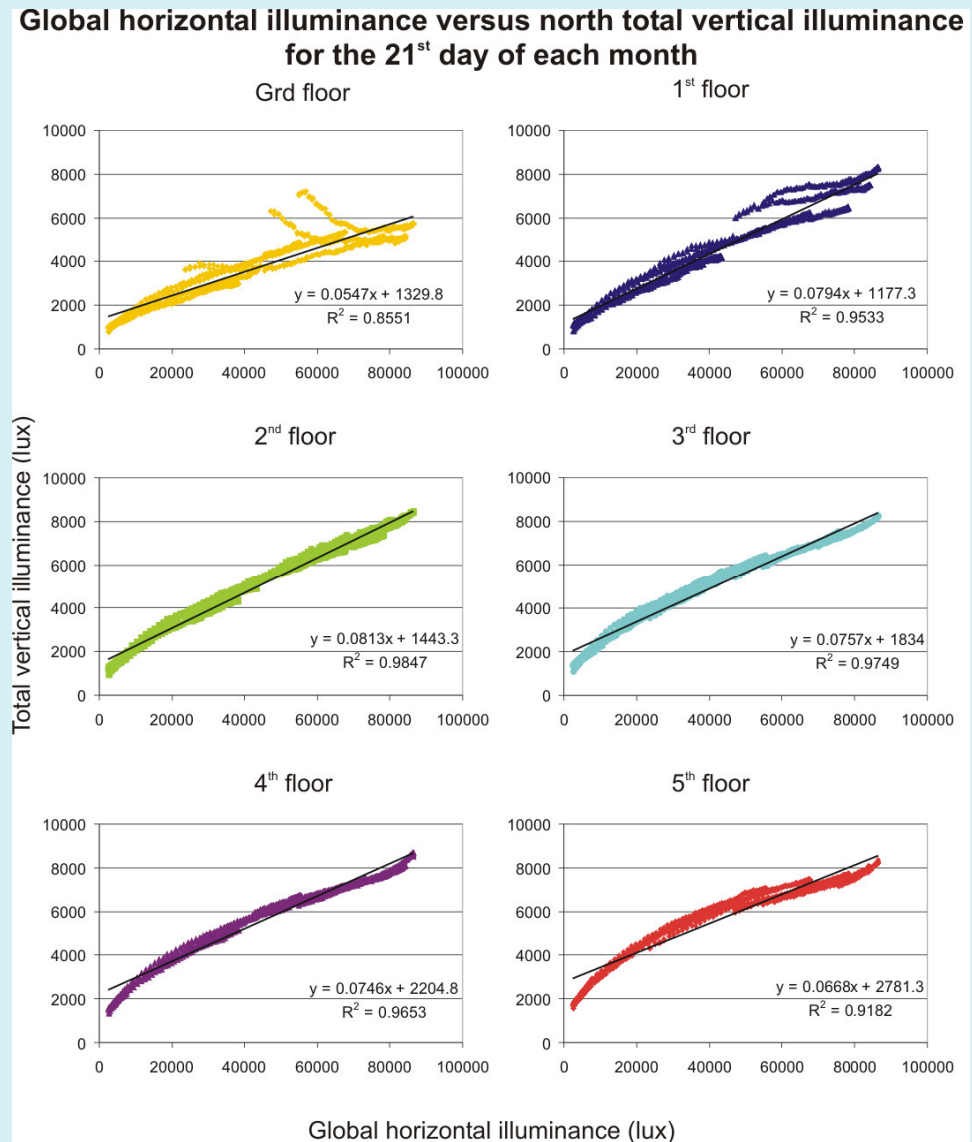 Global horizontal illuminance versus north total vertical illuminance
for the 21st day of each month
Grd floor
10000
8000
6000
4000
2000
0
y = 0.0547x + 1329.8
R2 = 0.8551
0 20000 40000 60000 80000 100000
1st floor
10000
8000
6000
4000
2000
0
y = 0.0794x + 1177.3
R2 = 0.9533
0 20000 40000 60000 80000 100000
Total vertical illuminance (lux)
2nd floor
10000
8000
6000
4000
2000
0
y = 0.0813x + 1443.3
R2 = 0.9847
0 20000 40000 60000 80000 100000
3rd floor
10000
8000
6000
4000
2000
0
y = 0.0757x + 1834
R2 = 0.9749
0 20000 40000 60000 80000 100000
4th floor
10000
8000
6000
4000
2000
0
y = 0.0746x + 2204.8
R2 = 0.9653
0 20000 40000 60000 80000 100000
5th floor
10000
8000
6000
4000
2000
0
y = 0.0668x + 2781.3
R2 = 0.9182
0 20000 40000 60000 80000 100000
Global horizontal illuminance (lux)